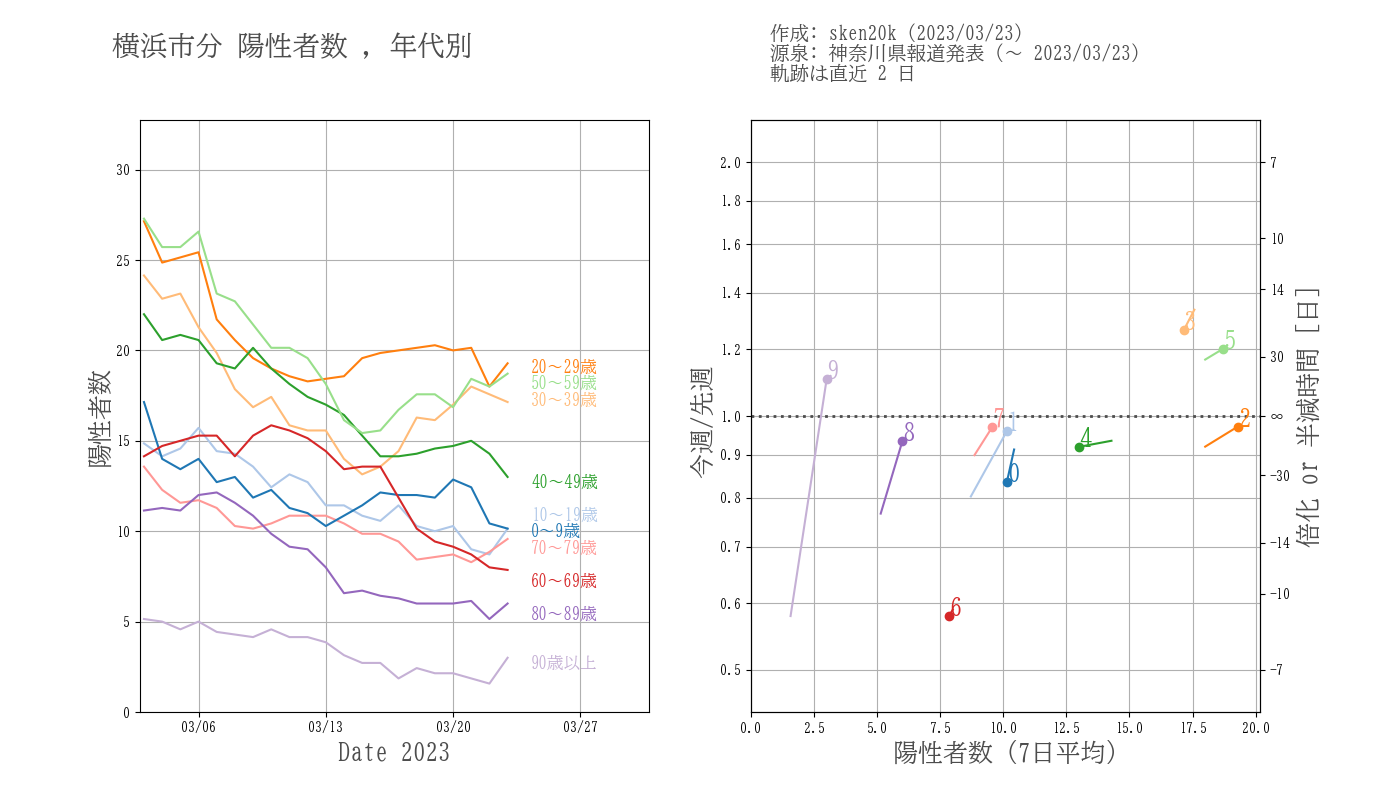 横浜市分 陽性者数 , 年代別
作成: sken20k (2023/03/23)
源泉: 神奈川県報道発表 (～ 2023/03/23)
軌跡は直近 2 日
陽性者数
30
25
20
15
10
5
0
20～29歳
50～59歳
30～39歳
40～49歳
10～19歳
0～9歳
70～79歳
60～69歳
80～89歳
90歳以上
03/06 03/13 03/20 03/27
Date 2023
今週/先週
2.0
1.8
1.6
1.4
1.2
1.0
0.9
0.8
0.7
0.6
0.5
3
5
9
2
7
1
8
4
0
6
7
10
14
30
∞
-30
-14
-10
-7
倍化 or 半減時間 [日]
0.0 2.5 5.0 7.5 10.0 12.5 15.0 17.5 20.0
陽性者数 (7日平均)